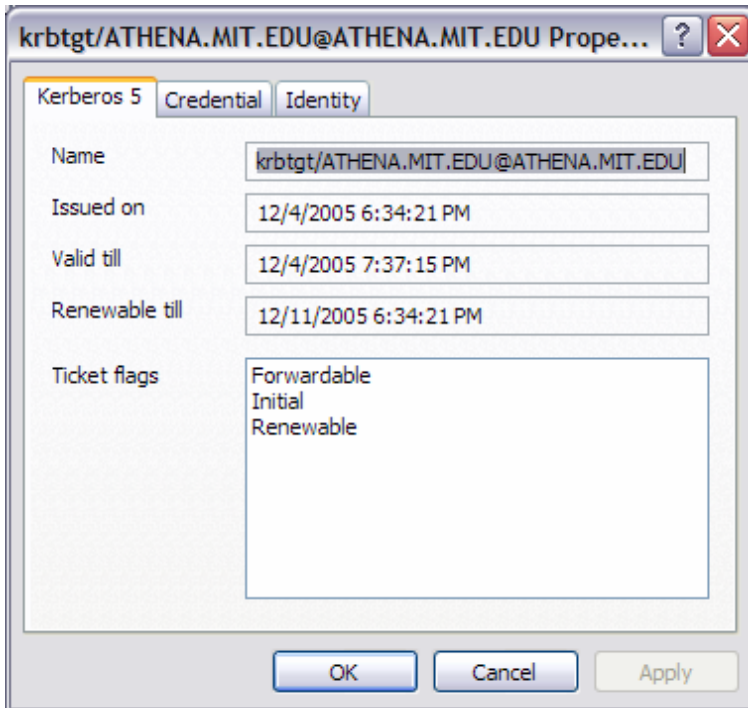 krbtgt/ATHENA.MIT.EDU@ATHENA.MIT.EDU Prope...
Kerberos 5 Credential Identity
Name krbtgt/ATHENA.MIT.EDU@ATHENA.MIT.EDU
Issued on 12/4/2005 6:34:21 PM
Valid till 12/4/2005 7:37:15 PM
Renewable till 12/11/2005 6:34:21 PM
Ticket flags Forwardable
Initial
Renewable
OK Cancel Apply